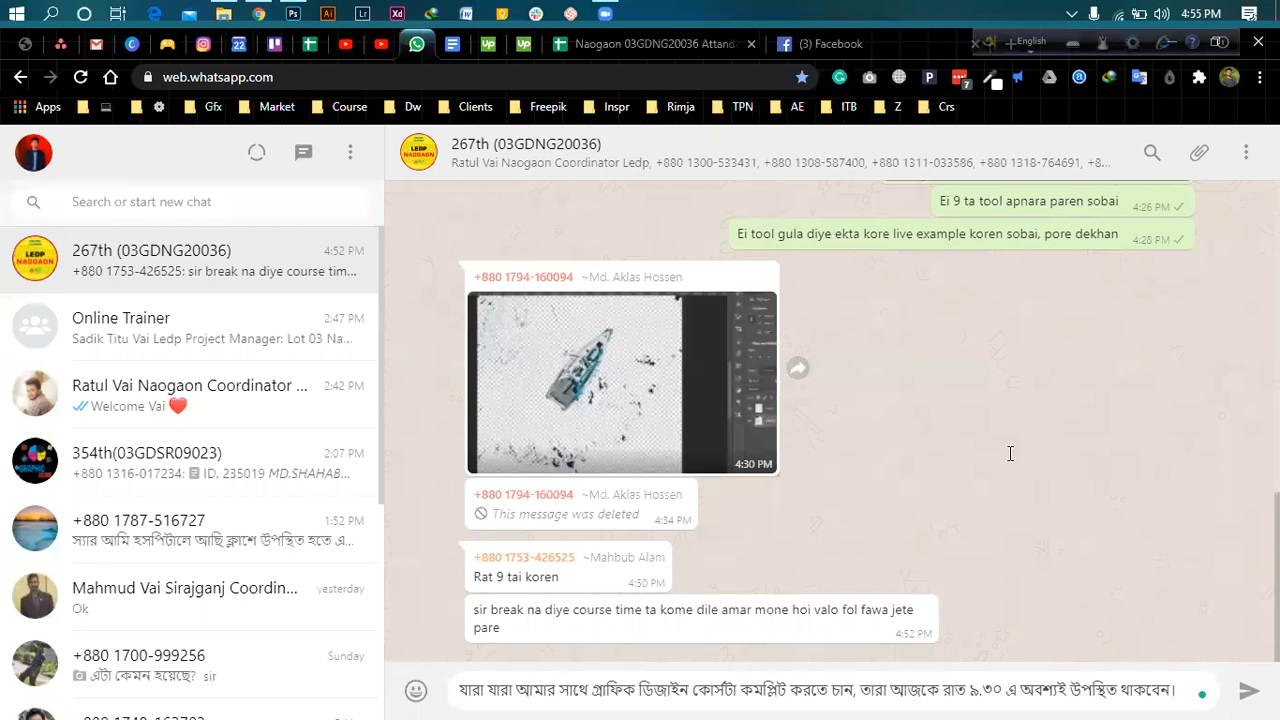 4:55 PM
Naogaon 03GDNG20036 Attand
(3) Facebook
English
web.whatsapp.com
Apps
Gfx
Market
Course
Dw
Clients
Freepik
Inspr
Rimja
TPN
AE
ITB
Z
Crs
Search or start new chat
267th (03GDNG20036)
4:52 PM
+880 1753-426525: sir break na diye course tim...
Online Trainer
2:47 PM
Sadik Titu Vai Ledp Project Manager: Lot 03 Na...
Ratul Vai Naogaon Coordinator ...
2:42 PM
Welcome Vai
354th(03GDSR09023)
2:07 PM
+880 1316-017234: ID. 235019 MD.SHAHAB...
+880 1787-516727
1:52 PM
স্যার আমি হসপিটালে আছি ক্লাশে উপস্থিত হতে এ...
Mahmud Vai Sirajganj Coordin...
yesterday
Ok
+880 1700-999256
Sunday
এটা কেমন হয়েছে? sir
267th (03GDNG20036)
Ratul Vai Naogaon Coordinator Ledp, +880 1300-533431, +880 1308-587400, +880 1311-033586, +880 1318-764691, +8...
Ei 9 ta tool apnara paren sobai
4:26 PM
Ei tool gula diye ekta kore live example koren sobai, pore dekhan
4:28 PM
+880 1794-160094 ~Md. Aklas Hossen
4:30 PM
+880 1794-160094 ~Md. Aklas Hossen
This message was deleted
4:34 PM
+880 1753-426525 ~Mahbub Alam
Rat 9 tai koren
4:50 PM
sir break na diye course time ta kome dile amar mone hoi valo fol fawa jete
pare
4:52 PM
যারা যারা আমার সাথে গ্রাফিক ডিজাইন কোর্সটা কমপ্লিট করতে চান, তারা আজকে রাত ৯.৩০ এ অবশ্যই উপস্থিত থাকবেন।